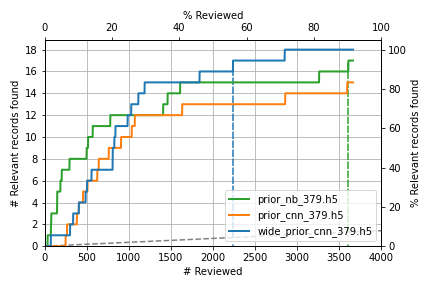 % Reviewed
0 20 40 60 80 100
# Relevant records found
18
16
14
12
10
8
6
4
2
0
100
80
60
40
20
0
% Relevant records found
prior_nb_379.h5
prior_cnn_379.h5
wide_prior_cnn_379.h5
0 500 1000 1500 2000 2500 3000 3500 4000
# Reviewed